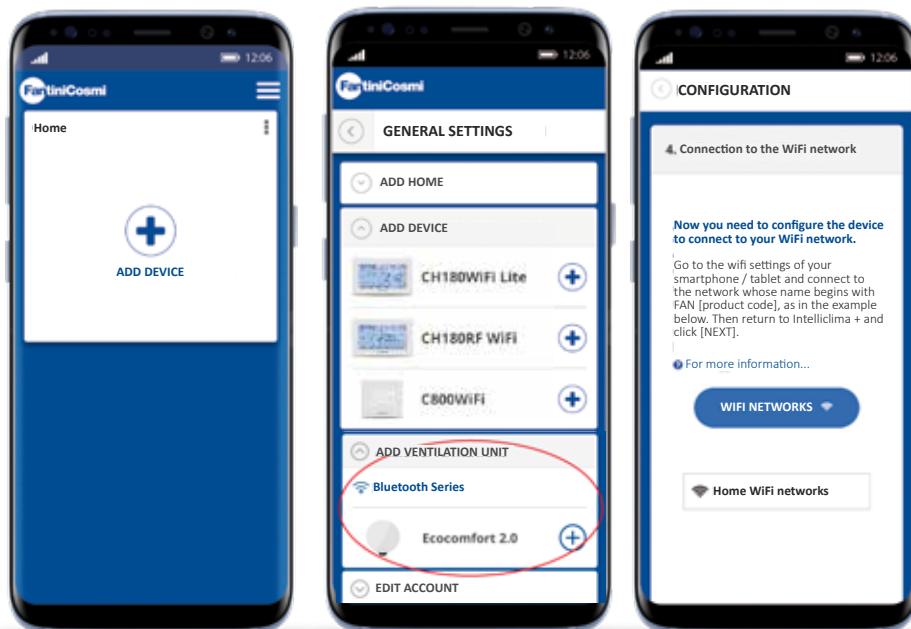 12:06
FantiniCosmi
Home
ADD DEVICE
12:06
FantiniCosmi
GENERAL SETTINGS
ADD HOME
ADD DEVICE
CH180WiFi Lite
CH180RF WiFi
C800WiFi
ADD VENTILATION UNIT
Bluetooth Series
Ecocomfort 2.0
EDIT ACCOUNT
12:06
CONFIGURATION
4. Connection to the WiFi network
Now you need to configure the device
to connect to your WiFi network.
Go to the wifi settings of your
smartphone / tablet and connect to
the network whose name begins with
FAN [product code], as in the example
below. Then return to Intelliclima + and
click [NEXT].
For more information...
WIFI NETWORKS
Home WiFi networks